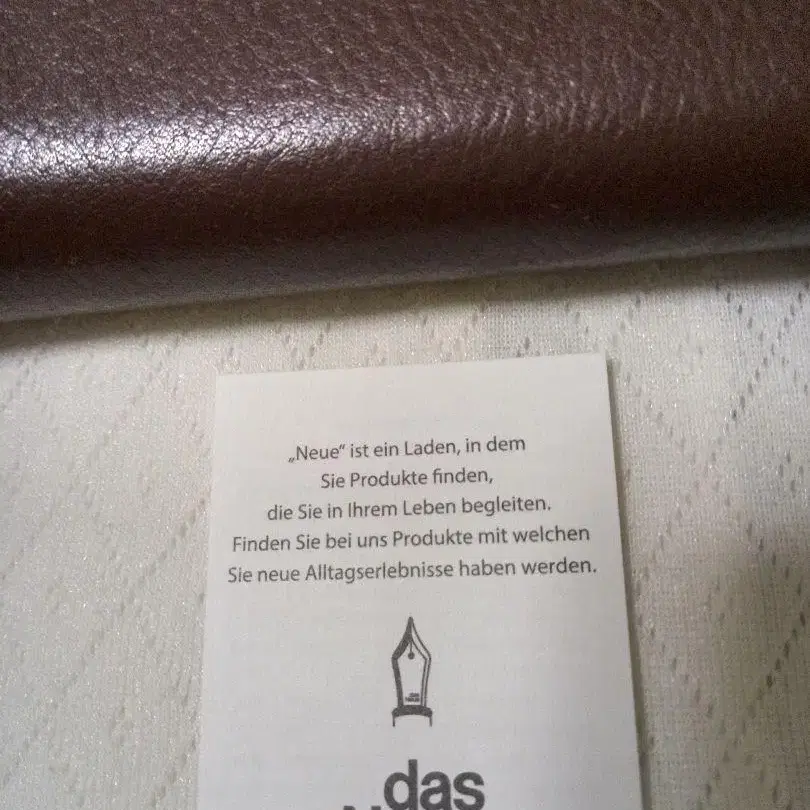 „Neue“ ist ein Laden, in dem
Sie Produkte finden,
die Sie in Ihrem Leben begleiten.
Finden Sie bei uns Produkte mit welchen
Sie neue Alltagserlebnisse haben werden.
das